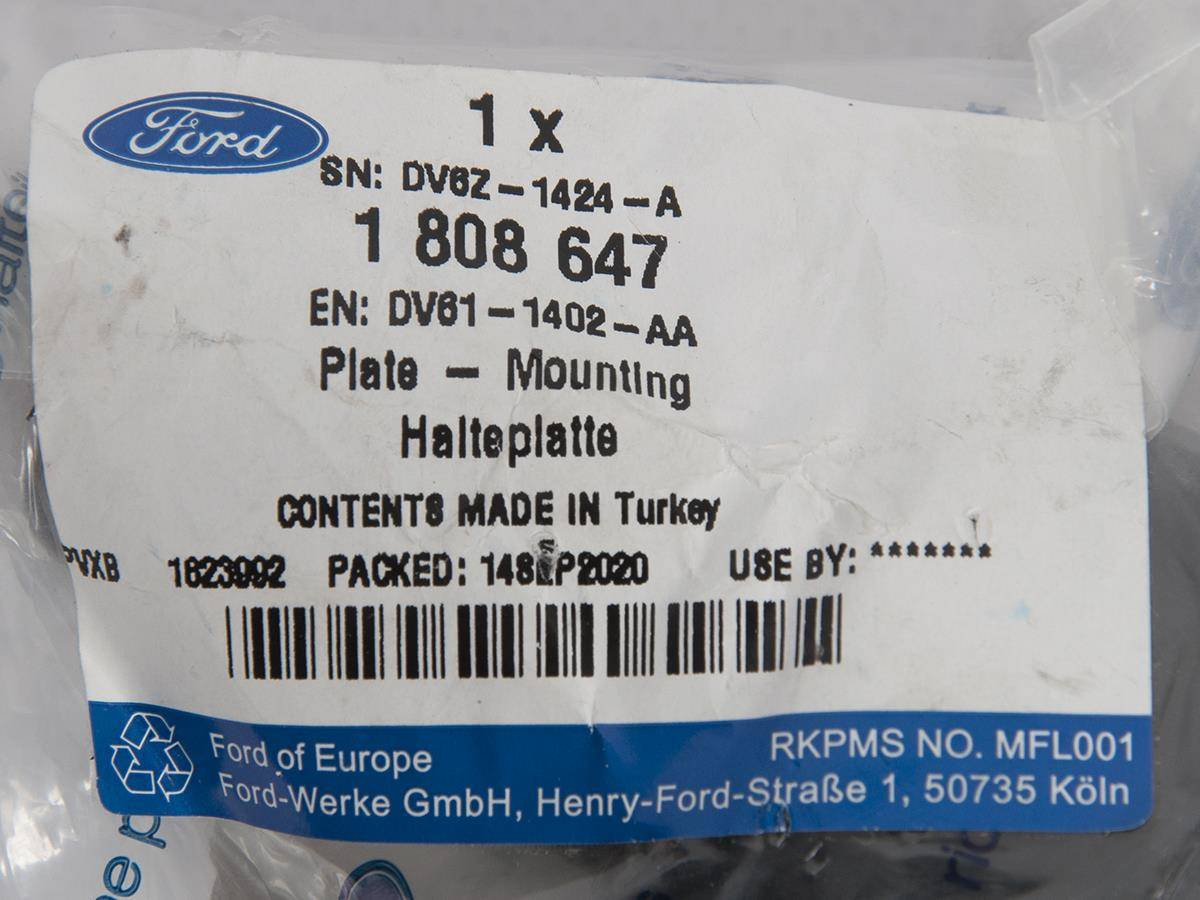 Ford
1 x
SN: DV6Z-1424-A
1 808 647
EN: DV61-1402-AA
Plate - Mounting
Halteplatte
CONTENTS MADE IN Turkey
PVXB 1623992 PACKED: 14SEP2020 USE BY: *******
Ford of Europe
RKPMS NO. MFL001
Ford-Werke GmbH, Henry-Ford-Straße 1, 50735 Köln